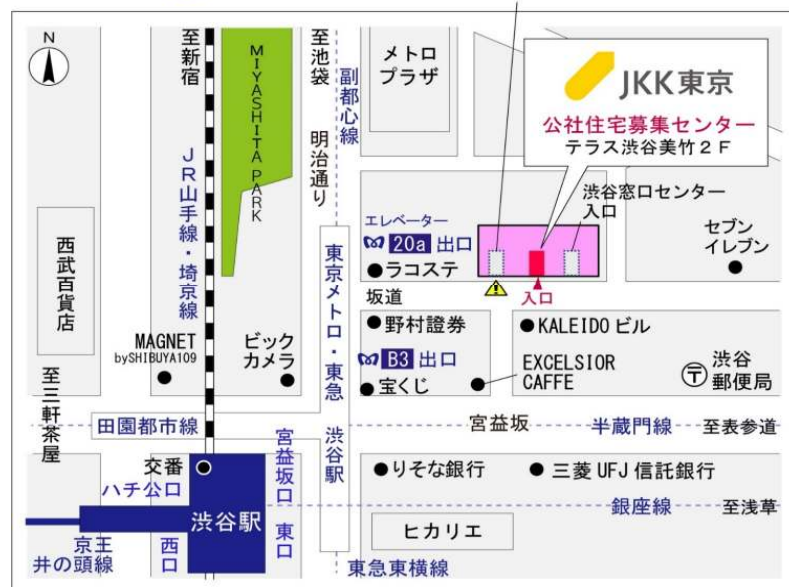 N
至新宿
MIYASHITA PARK
至池袋
副都心線
明治通り
メトロ
プラザ
JKK東京
公社住宅募集センター
テラス渋谷美竹２Ｆ
JR山手線・埼京線
西武百貨店
エレベーター
20a 出口
ラコステ
渋谷窓口センター
入口
セブン
イレブン
坂道
入口
東京メトロ・東急 渋谷駅
MAGNET
bySHIBUYA109
ビック
カメラ
野村證券
B3 出口
宝くじ
KALEIDO ビル
EXCELSIOR
CAFFE
渋谷
郵便局
至三軒茶屋
田園都市線
宮益坂
半蔵門線
至表参道
交番
ハチ公口
宮益坂口
りそな銀行
三菱 UFJ 信託銀行
渋谷駅
銀座線
至浅草
京王
井の頭線
西口
東口
ヒカリエ
東急東横線